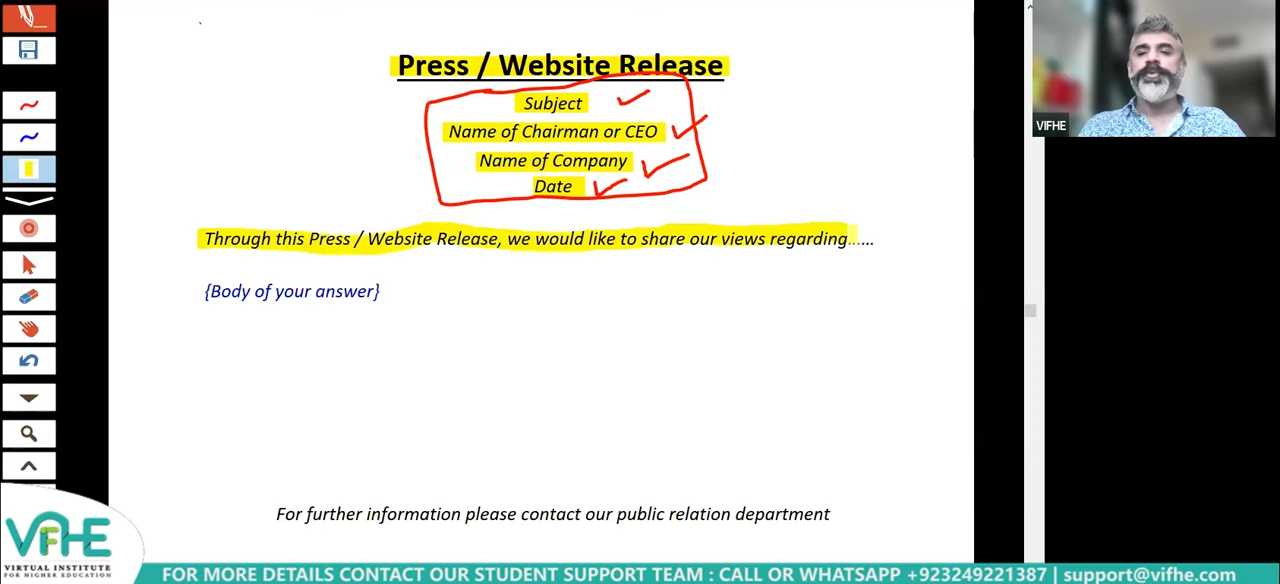 Press / Website Release
Subject
Name of Chairman or CEO
Name of Company
Date
Through this Press / Website Release, we would like to share our views regarding......
{Body of your answer}
For further information please contact our public relation department
VIFHE
VIFHE
VIRTUAL INSTITUTE
FOR HIGHER EDUCATION
FOR MORE DETAILS CONTACT OUR STUDENT SUPPORT TEAM : CALL OR WHATSAPP +923249221387 | support@vifhe.com